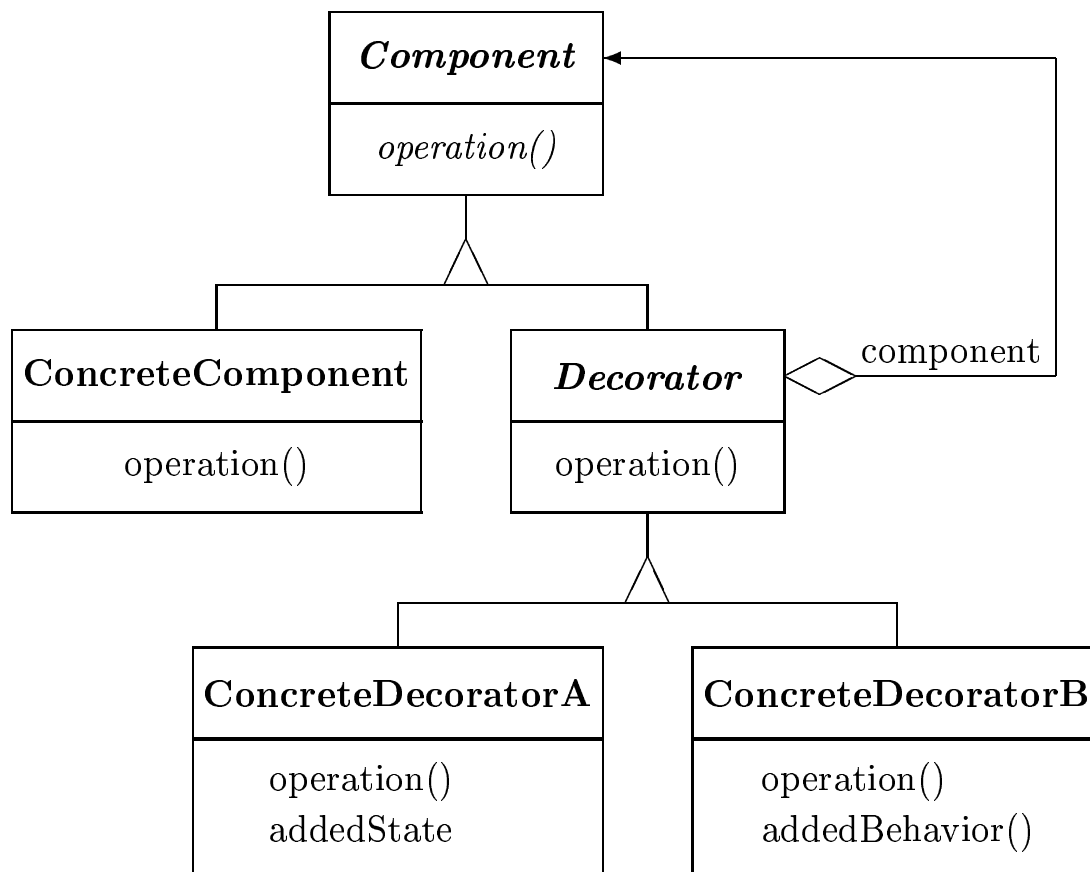 Component
operation()
component
ConcreteComponent
operation()
Decorator
operation()
ConcreteDecoratorA
operation()
addedState
ConcreteDecoratorB
operation()
addedBehavior()